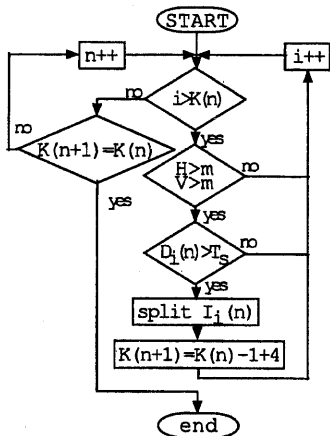 START
n++
i++
no
i>K(n)
no
yes
K(n+1)=K(n)
H>m
V>m
no
yes
yes
D_i(n)>T_s
no
yes
split I_i(n)
K(n+1)=K(n)-1+4
end